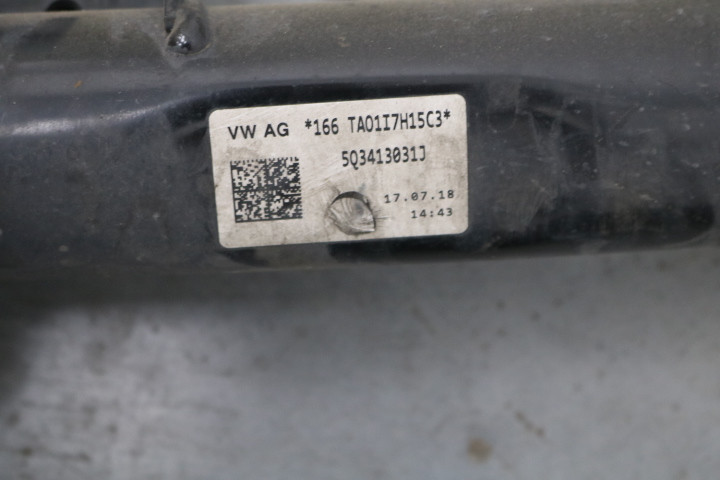 VW AG *166 TA01I7H15C3*
5Q3413031J
17.07.18
14:43